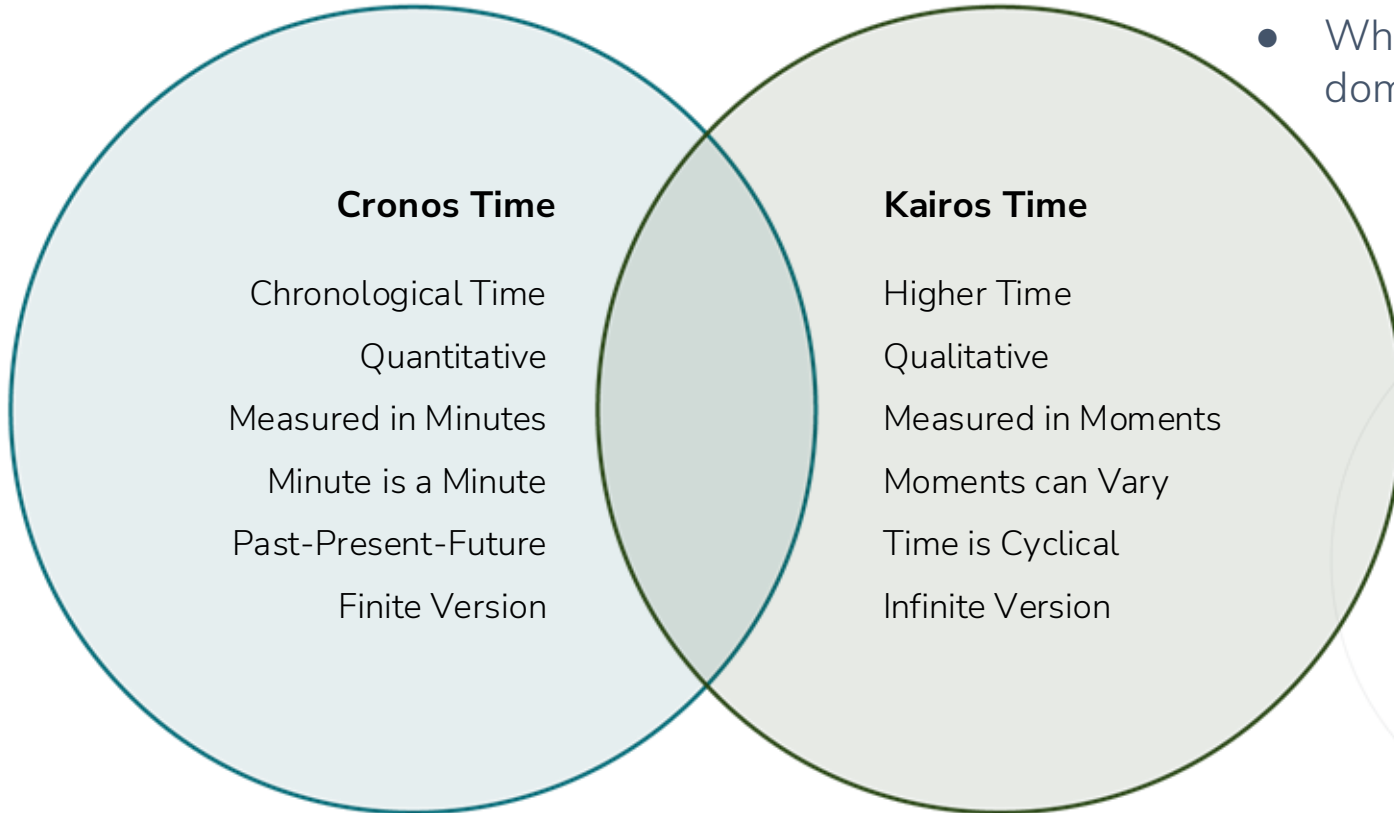 Cronos Time
Chronological Time
Quantitative
Measured in Minutes
Minute is a Minute
Past-Present-Future
Finite Version
Kairos Time
Higher Time
Qualitative
Measured in Moments
Moments can Vary
Time is Cyclical
Infinite Version